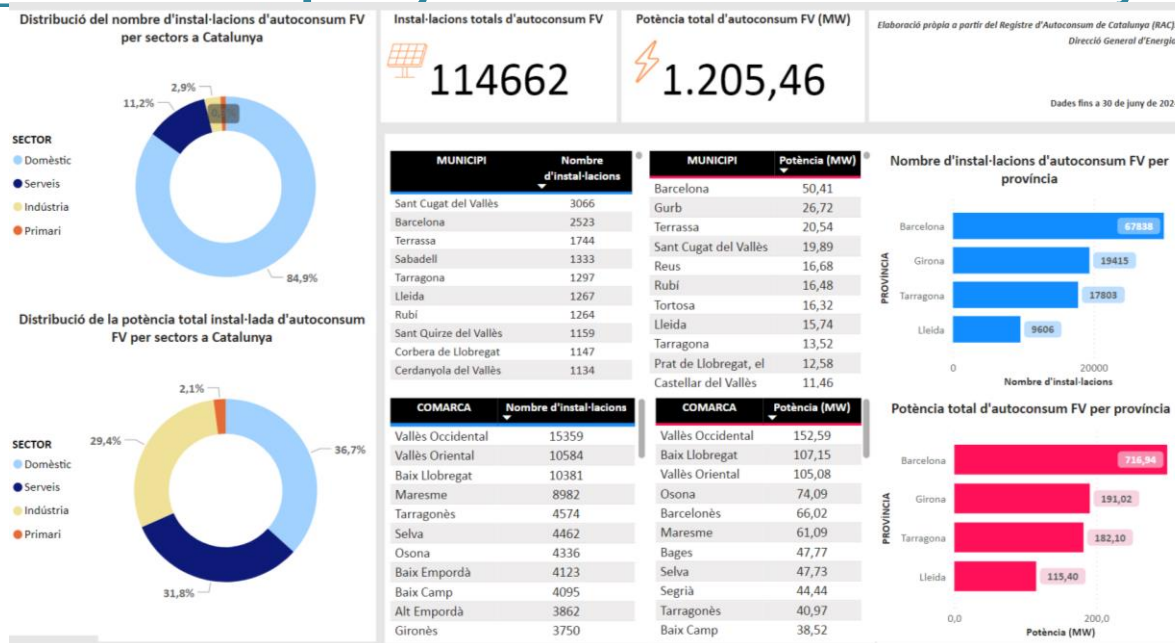 Distribució del nombre d'instal·lacions d'autoconsum FV
per sectors a Catalunya
2,9%
11,2%
84,9%
SECTOR
Domèstic
Serveis
Indústria
Primari
Distribució de la potència total instal·lada d'autoconsum
FV per sectors a Catalunya
2,1%
29,4%
36,7%
31,8%
SECTOR
Domèstic
Serveis
Indústria
Primari
Instal·lacions totals d'autoconsum FV
114662
Potència total d'autoconsum FV (MW)
1.205,46
Elaboració pròpia a partir del Registre d'Autoconsum de Catalunya (RAC).
Direcció General d'Energia
Dades fins a 30 de juny de
MUNICIPI Nombre
d'instal·lacions
Sant Cugat del Vallès 3066
Barcelona 2523
Terrassa 1744
Sabadell 1333
Tarragona 1297
Lleida 1267
Rubí 1264
Sant Quirze del Vallès 1159
Corbera de Llobregat 1147
Cerdanyola del Vallès 1134
MUNICIPI Potència (MW)
Barcelona 50,41
Gurb 26,72
Terrassa 20,54
Sant Cugat del Vallès 19,89
Reus 16,68
Rubí 16,48
Tortosa 16,32
Lleida 15,74
Tarragona 13,52
Prat de Llobregat, el 12,58
Castellar del Vallès 11,46
COMARCA Nombre d'instal·lacions
Vallès Occidental 15359
Vallès Oriental 10584
Baix Llobregat 10381
Maresme 8982
Tarragonès 4574
Selva 4462
Osona 4336
Baix Empordà 4123
Baix Camp 4095
Alt Empordà 3862
Gironès 3750
COMARCA Potència (MW)
Vallès Occidental 152,59
Baix Llobregat 107,15
Vallès Oriental 105,08
Osona 74,09
Barcelonès 66,02
Maresme 61,09
Bages 47,77
Selva 47,73
Segrià 44,44
Tarragonès 40,97
Baix Camp 38,52
Nombre d'instal·lacions d'autoconsum FV per
província
PROVÍNCIA
Barcelona 67838
Girona 19415
Tarragona 17803
Lleida 9606
0 20000
Nombre d'instal·lacions
Potència total d'autoconsum FV per província
PROVÍNCIA
Barcelona 716,94
Girona 191,02
Tarragona 182,10
Lleida 115,40
0,0 200,0
Potència (MW)